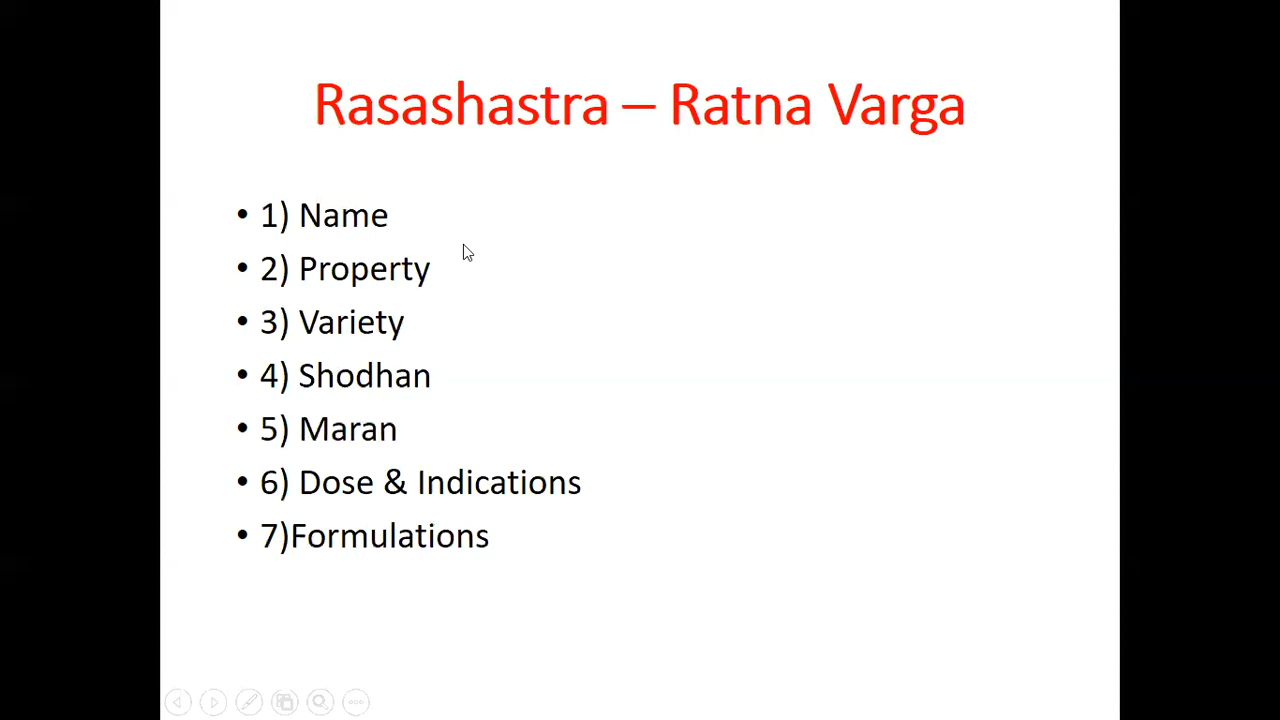 Rasashastra – Ratna Varga
• 1) Name
• 2) Property
• 3) Variety
• 4) Shodhan
• 5) Maran
• 6) Dose & Indications
• 7)Formulations